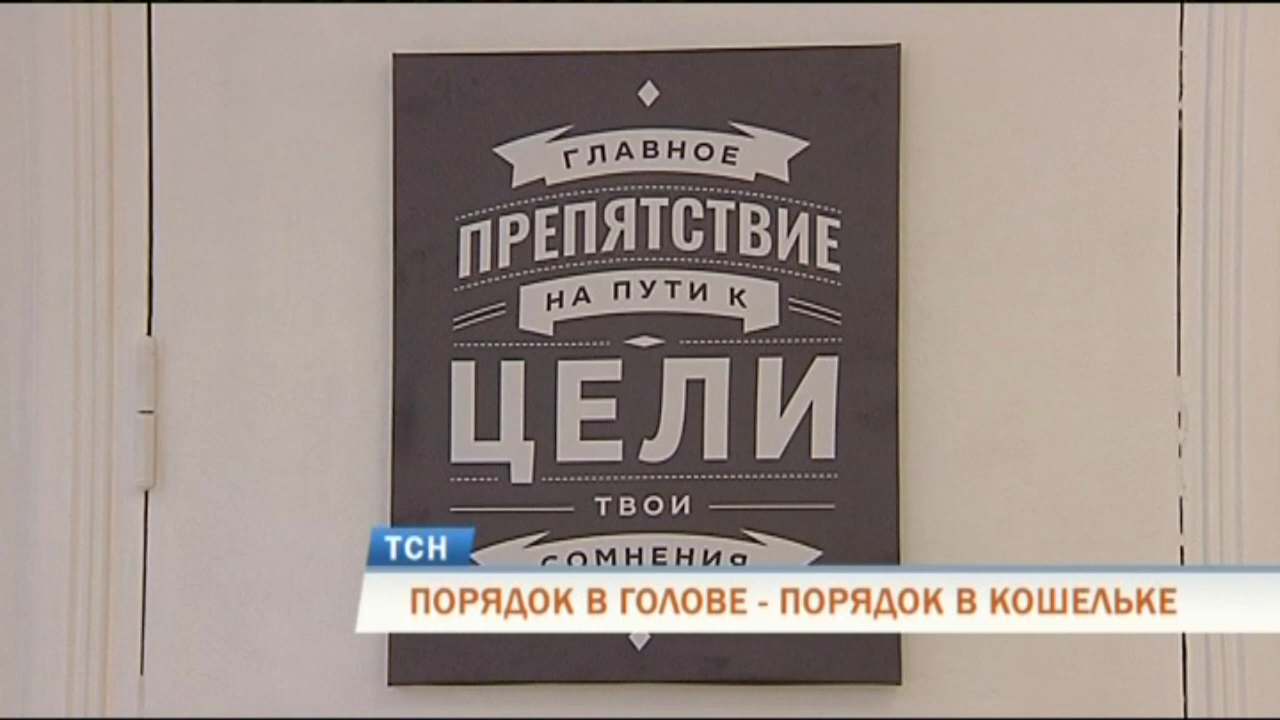 ГЛАВНОЕ
ПРЕПЯТСТВИЕ
НА ПУТИ К
ЦЕЛИ
ТВОИ
СОМНЕНИЯ
ТСН
ПОРЯДОК В ГОЛОВЕ - ПОРЯДОК В КОШЕЛЬКЕ